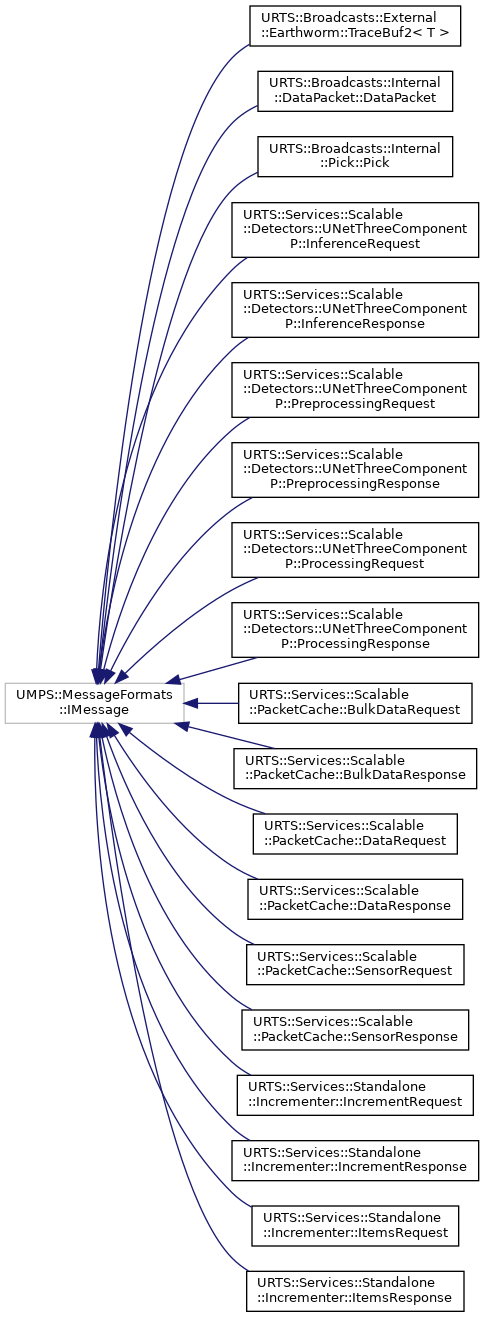 URTS::Broadcasts::External
::Earthworm::TraceBuf2< T >
URTS::Broadcasts::Internal
::DataPacket::DataPacket
URTS::Broadcasts::Internal
::Pick::Pick
URTS::Services::Scalable
::Detectors::UNetThreeComponent
P::InferenceRequest
URTS::Services::Scalable
::Detectors::UNetThreeComponent
P::InferenceResponse
URTS::Services::Scalable
::Detectors::UNetThreeComponent
P::PreprocessingRequest
URTS::Services::Scalable
::Detectors::UNetThreeComponent
P::PreprocessingResponse
URTS::Services::Scalable
::Detectors::UNetThreeComponent
P::ProcessingRequest
URTS::Services::Scalable
::Detectors::UNetThreeComponent
P::ProcessingResponse
UMPS::MessageFormats
::IMessage
URTS::Services::Scalable
::PacketCache::BulkDataRequest
URTS::Services::Scalable
::PacketCache::BulkDataResponse
URTS::Services::Scalable
::PacketCache::DataRequest
URTS::Services::Scalable
::PacketCache::DataResponse
URTS::Services::Scalable
::PacketCache::SensorRequest
URTS::Services::Scalable
::PacketCache::SensorResponse
URTS::Services::Standalone
::Incrementer::IncrementRequest
URTS::Services::Standalone
::Incrementer::IncrementResponse
URTS::Services::Standalone
::Incrementer::ItemsRequest
URTS::Services::Standalone
::Incrementer::ItemsResponse